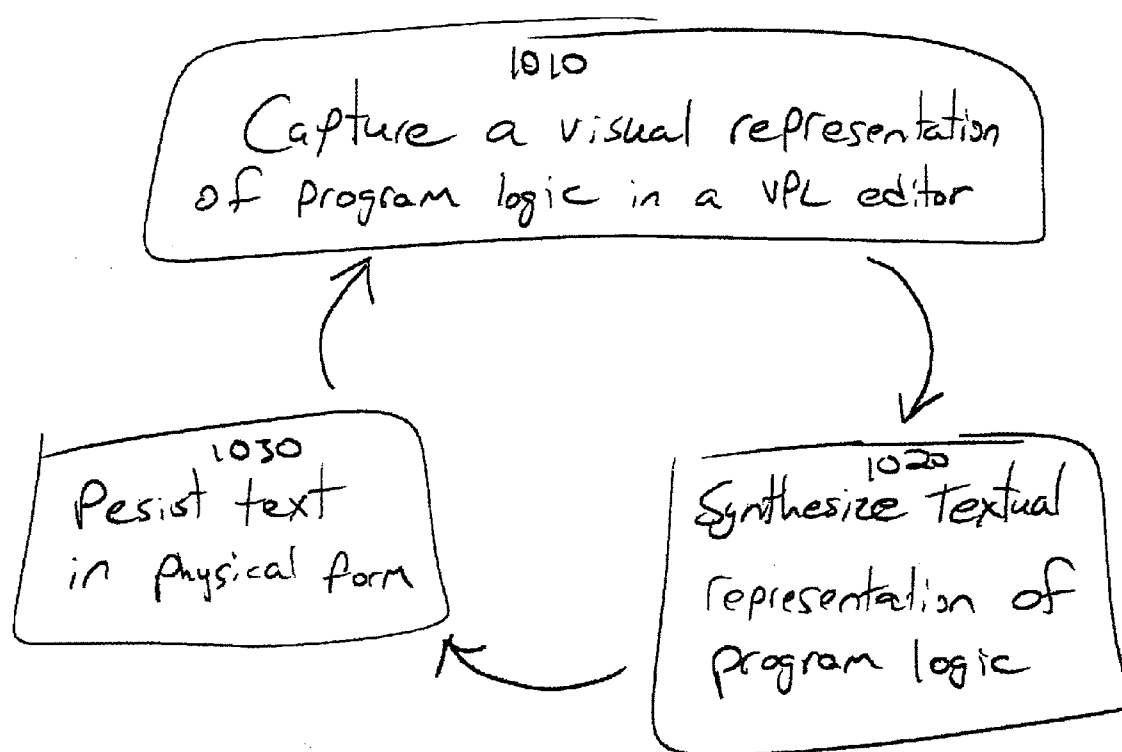 1010
Capture a visual representation
of program logic in a VPL editor
1030
Pesist text
in physical form
1020
Synthesize Textual
representation of
program logic